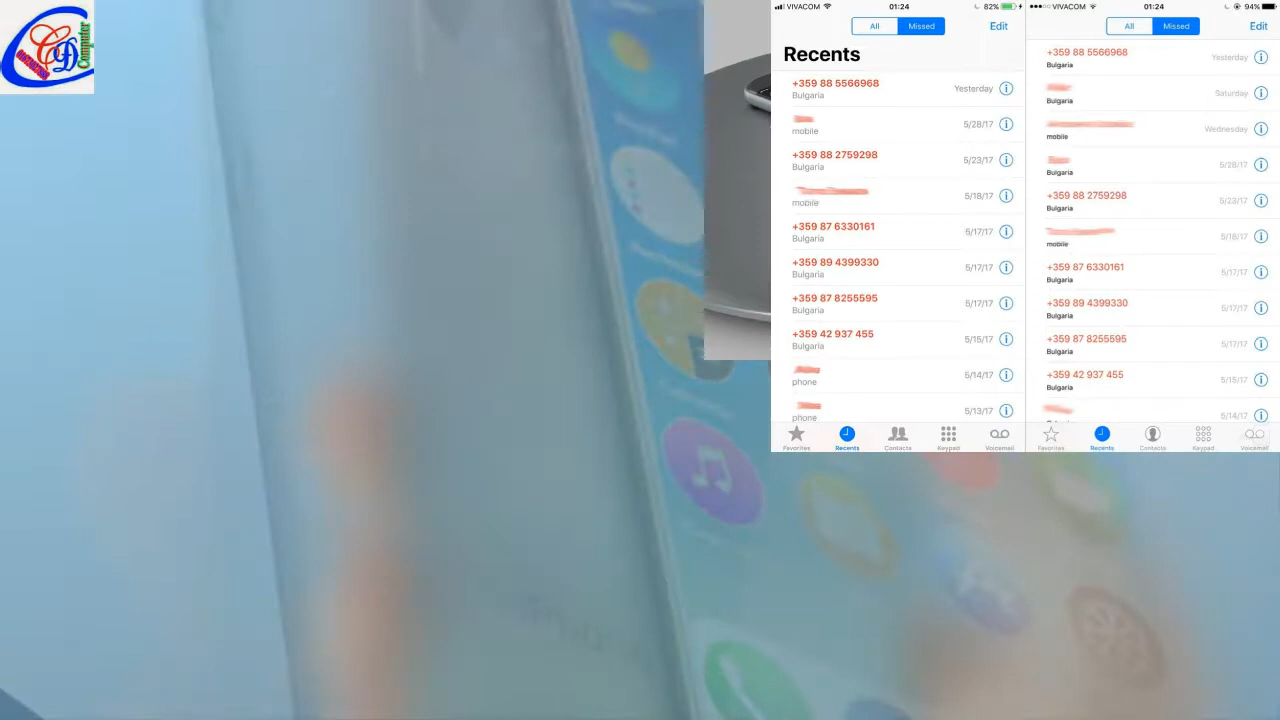 Computer
VIVACOM 01:24 82%
All Missed Edit
Recents
+359 88 5566968
Bulgaria
Yesterday
mobile
5/28/17
+359 88 2759298
Bulgaria
5/23/17
mobile
5/18/17
+359 87 6330161
Bulgaria
5/17/17
+359 89 4399330
Bulgaria
5/17/17
+359 87 8255595
Bulgaria
5/17/17
+359 42 937 455
Bulgaria
5/15/17
phone
5/14/17
phone
5/13/17
Favorites Recents Contacts Keypad Voicemail
VIVACOM 01:24 94%
All Missed Edit
+359 88 5566968
Bulgaria
Yesterday
Bulgaria
Saturday
mobile
Wednesday
Bulgaria
5/28/17
+359 88 2759298
Bulgaria
5/23/17
mobile
5/18/17
+359 87 6330161
Bulgaria
5/17/17
+359 89 4399330
Bulgaria
5/17/17
+359 87 8255595
Bulgaria
5/17/17
+359 42 937 455
Bulgaria
5/15/17
5/14/17
Favorites Recents Contacts Keypad Voicemail